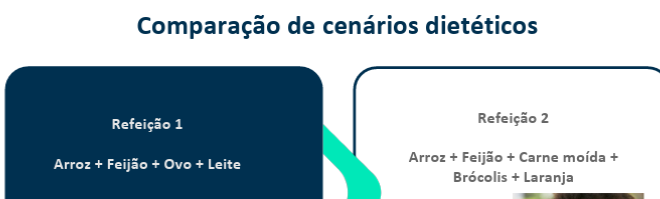 Comparação de cenários dietéticos
Refeição 1
Arroz + Feijão + Ovo + Leite
Refeição 2
Arroz + Feijão + Carne moída +
Brócolis + Laranja